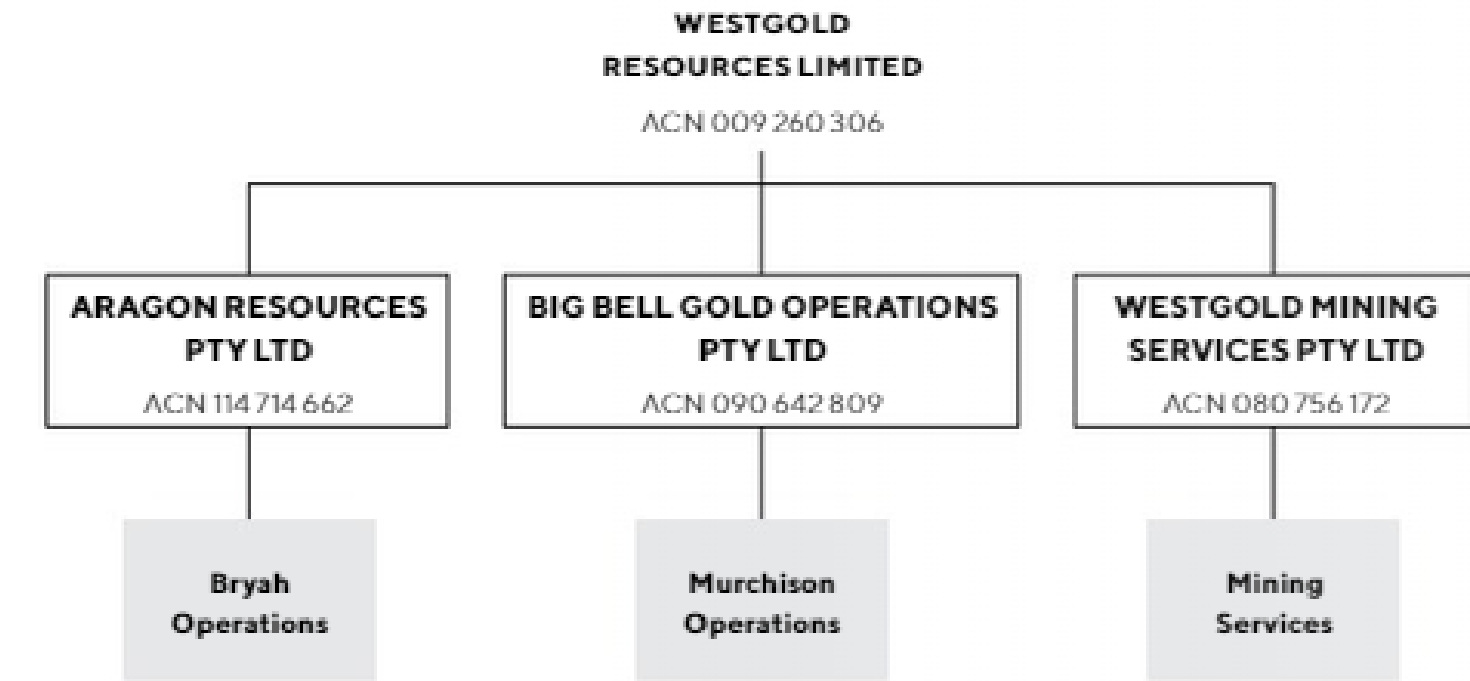 WESTGOLD
RESOURCES LIMITED
ACN 009 260 306
ARAGON RESOURCES
PTY LTD
ACN 114 714 662
BIG BELL GOLD OPERATIONS
PTY LTD
ACN 090 642 809
WESTGOLD MINING
SERVICES PTY LTD
ACN 080 756 172
Bryah
Operations
Murchison
Operations
Mining
Services